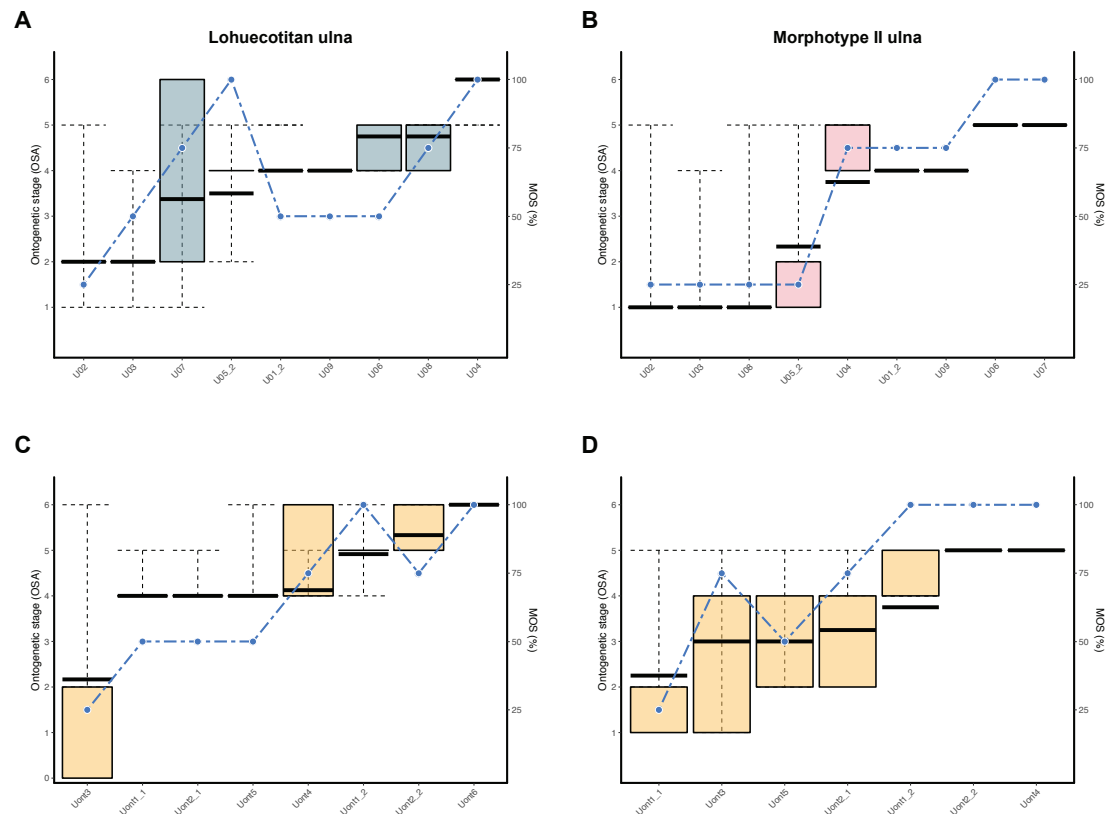 A
Lohuecotitan ulna
Ontogenetic stage (OSA)
6
5
4
3
2
1
100
75
50
25
MOS (%)
U02
U03
U07
U05_2
U01_2
U09
U06
U08
U04
B
Morphotype II ulna
Ontogenetic stage (OSA)
6
5
4
3
2
1
100
75
50
25
MOS (%)
U02
U03
U08
U05_2
U04
U01_2
U09
U06
U07
C
Ontogenetic stage (OSA)
6
5
4
3
2
1
0
100
75
50
25
MOS (%)
Uont3
Uont1_1
Uont2_1
Uont5
Uont4
Uont1_2
Uont2_2
Uont6
D
Ontogenetic stage (OSA)
6
5
4
3
2
1
100
75
50
25
MOS (%)
Uont1_1
Uont3
Uont5
Uont2_1
Uont1_2
Uont2_2
Uont4